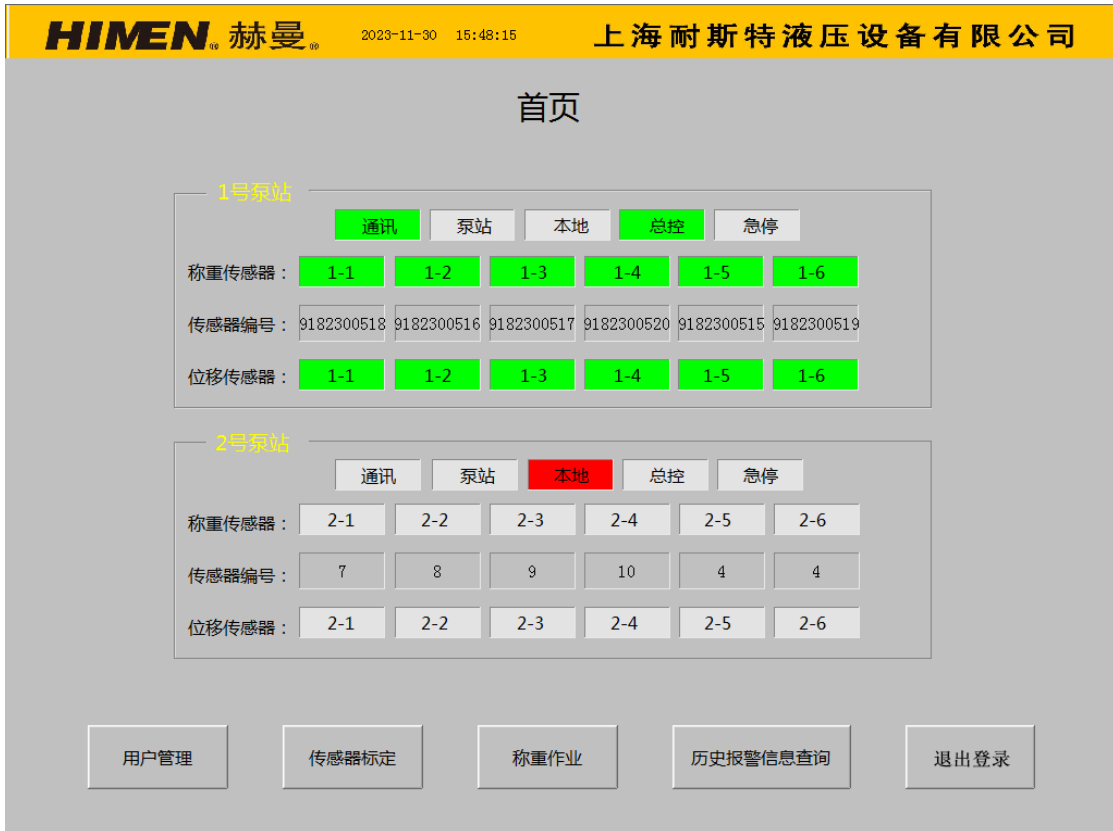 HIMEN® 赫曼® 2023-11-30 15:48:15 上海耐斯特液压设备有限公司
首页
1号泵站
通讯 泵站 本地 总控 急停
称重传感器： 1-1 1-2 1-3 1-4 1-5 1-6
传感器编号： 9182300518 9182300516 9182300517 9182300520 9182300515 9182300519
位移传感器： 1-1 1-2 1-3 1-4 1-5 1-6
2号泵站
通讯 泵站 本地 总控 急停
称重传感器： 2-1 2-2 2-3 2-4 2-5 2-6
传感器编号： 7 8 9 10 4 4
位移传感器： 2-1 2-2 2-3 2-4 2-5 2-6
用户管理 传感器标定 称重作业 历史报警信息查询 退出登录